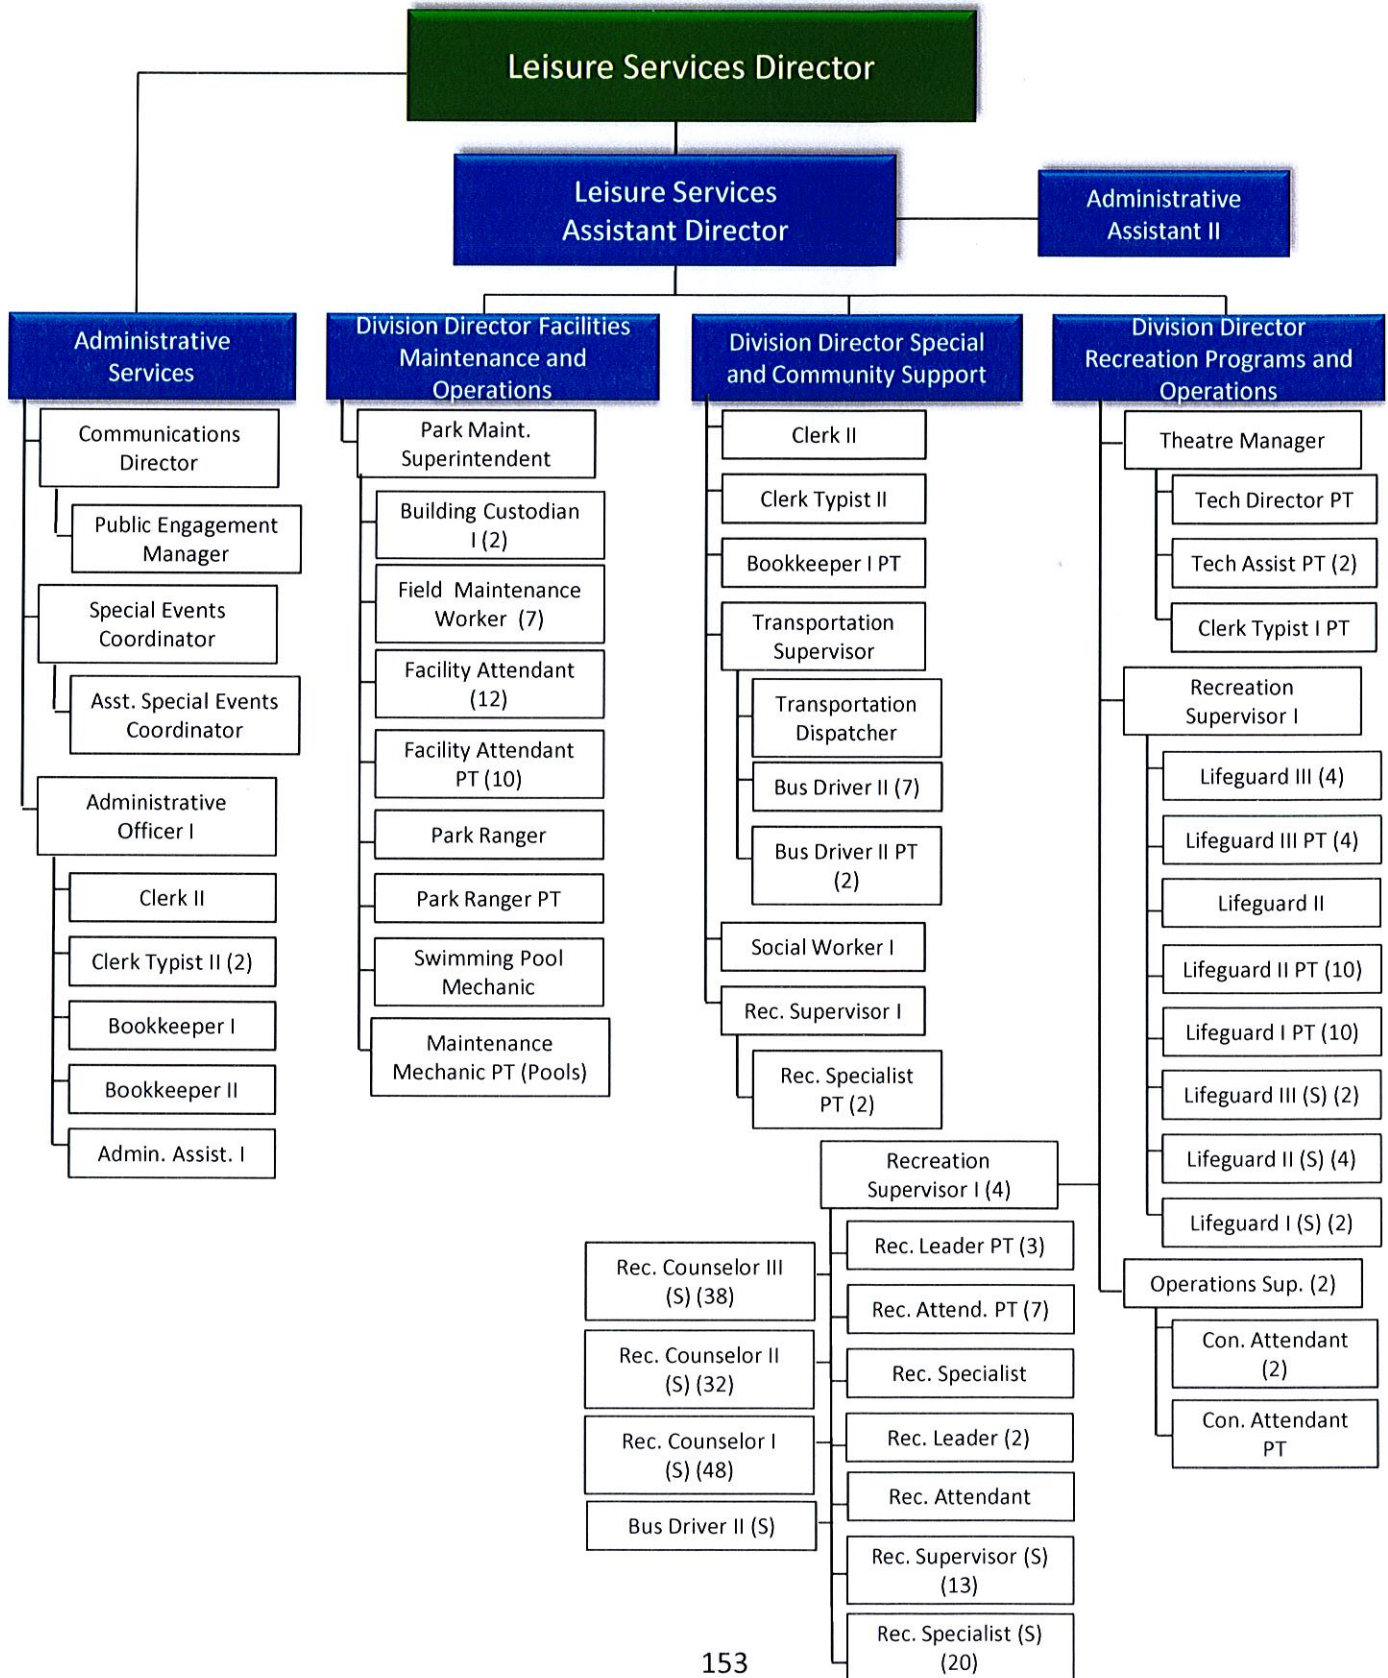 Leisure Services Director
Leisure Services
Assistant Director
Administrative
Assistant II
Administrative
Services
Communications
Director
Public Engagement
Manager
Special Events
Coordinator
Asst. Special Events
Coordinator
Administrative
Officer I
Clerk II
Clerk Typist II (2)
Bookkeeper I
Bookkeeper II
Admin. Assist. I
Division Director Facilities
Maintenance and
Operations
Park Maint.
Superintendent
Building Custodian
I (2)
Field Maintenance
Worker (7)
Facility Attendant
(12)
Facility Attendant
PT (10)
Park Ranger
Park Ranger PT
Swimming Pool
Mechanic
Maintenance
Mechanic PT (Pools)
Division Director Special
and Community Support
Clerk II
Clerk Typist II
Bookkeeper I PT
Transportation
Supervisor
Transportation
Dispatcher
Bus Driver II (7)
Bus Driver II PT
(2)
Social Worker I
Rec. Supervisor I
Rec. Specialist
PT (2)
Division Director
Recreation Programs and
Operations
Theatre Manager
Tech Director PT
Tech Assist PT (2)
Clerk Typist I PT
Recreation
Supervisor I
Lifeguard III (4)
Lifeguard III PT (4)
Lifeguard II
Lifeguard II PT (10)
Lifeguard I PT (10)
Lifeguard III (S) (2)
Lifeguard II (S) (4)
Lifeguard I (S) (2)
Recreation
Supervisor I (4)
Rec. Counselor III
(S) (38)
Rec. Counselor II
(S) (32)
Rec. Counselor I
(S) (48)
Bus Driver II (S)
Rec. Leader PT (3)
Rec. Attend. PT (7)
Rec. Specialist
Rec. Leader (2)
Rec. Attendant
Rec. Supervisor (S)
(13)
Rec. Specialist (S)
(20)
Operations Sup. (2)
Con. Attendant
(2)
Con. Attendant
PT
153